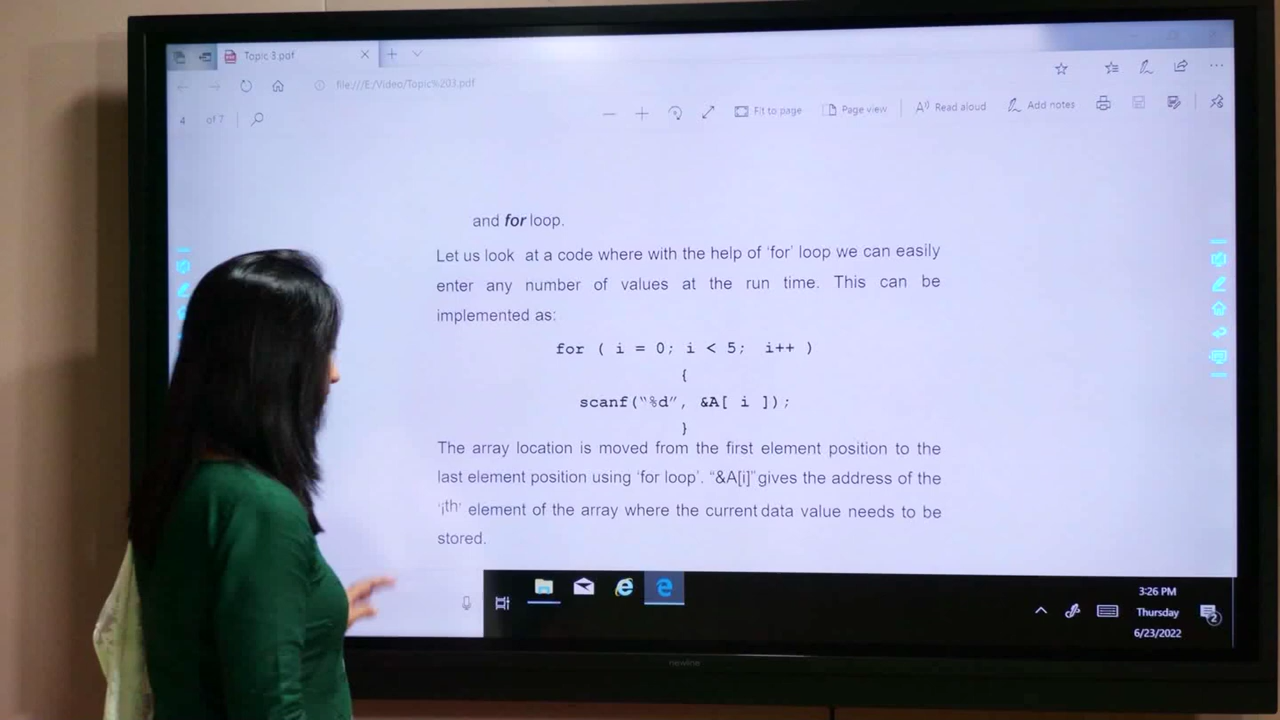 Topic 3.pdf
file:///E:/Video/Topic%203.pdf
4 of 7
Fit to page
Page view
Read aloud
Add notes
and for loop.
Let us look at a code where with the help of ‘for’ loop we can easily
enter any number of values at the run time. This can be
implemented as:
for ( i = 0; i < 5; i++ )
{
scanf(“%d”, &A[ i ]);
}
The array location is moved from the first element position to the
last element position using ‘for loop’. “&A[i]” gives the address of the
‘ith’ element of the array where the current data value needs to be
stored.
3:26 PM
Thursday
6/23/2022
2
newline